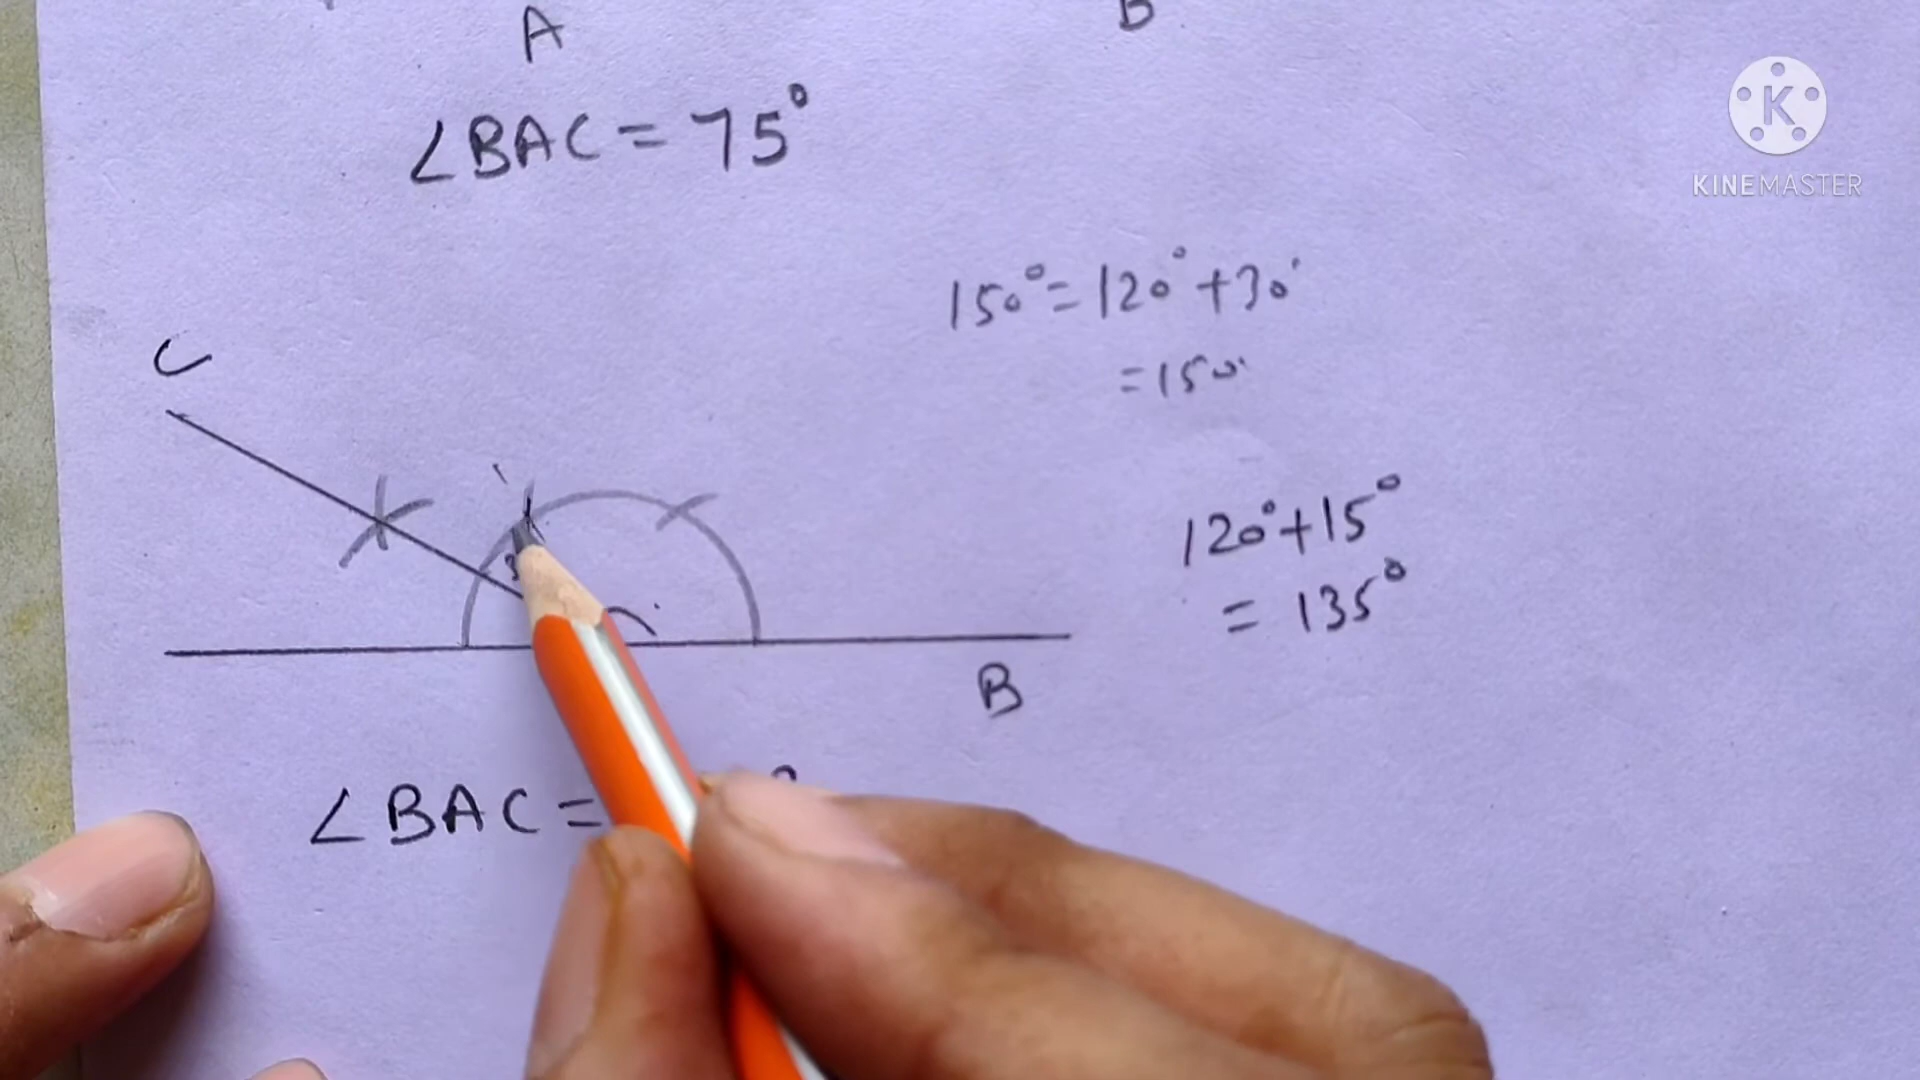 A B
∠BAC = 75°
150° = 120° + 30°
= 150°
C
120° + 15°
= 135°
B
∠BAC =
K
KINEMASTER